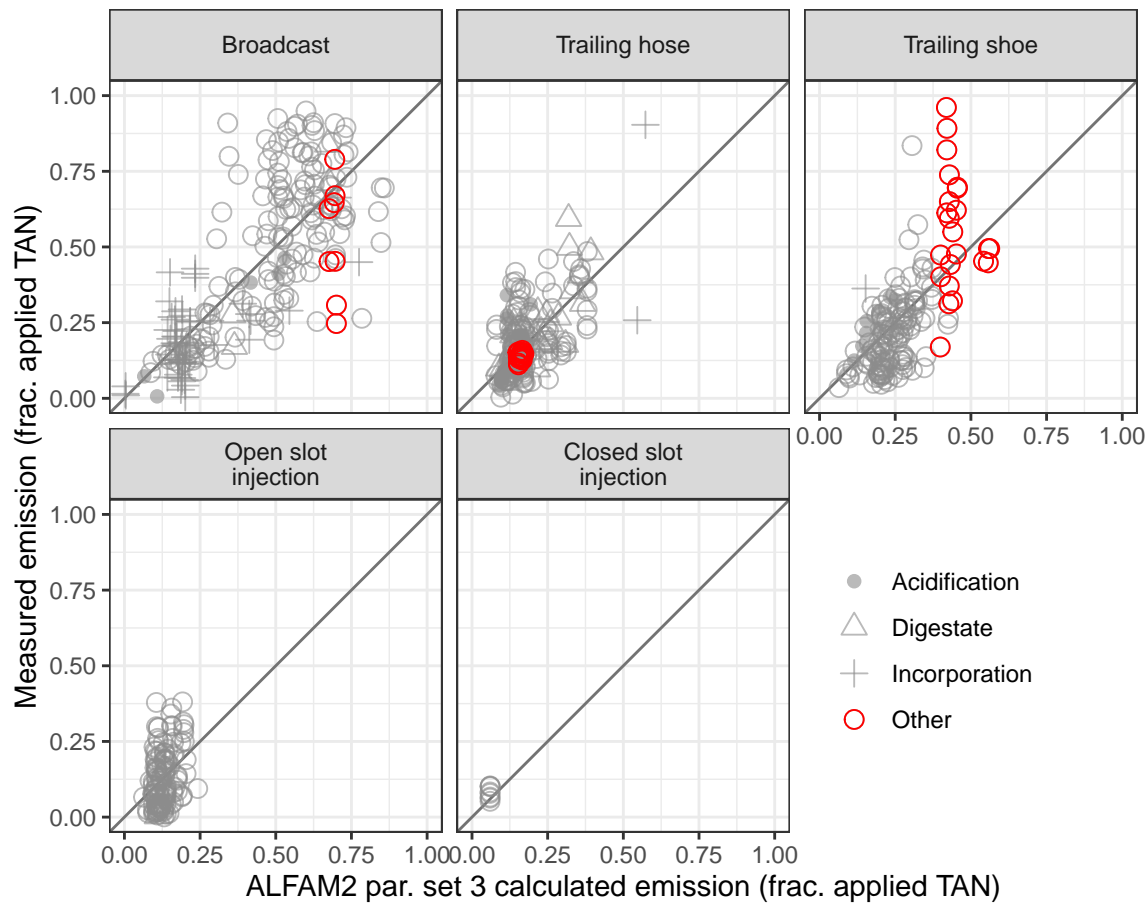 Broadcast
Trailing hose
Trailing shoe
1.00
0.75
0.50
0.25
0.00
0.00 0.25 0.50 0.75 1.00
Open slot
injection
Closed slot
injection
1.00
0.75
0.50
0.25
0.00
0.00 0.25 0.50 0.75 1.00
0.00 0.25 0.50 0.75 1.00
Measured emission (frac. applied TAN)
ALFAM2 par. set 3 calculated emission (frac. applied TAN)
Acidification
Digestate
Incorporation
Other